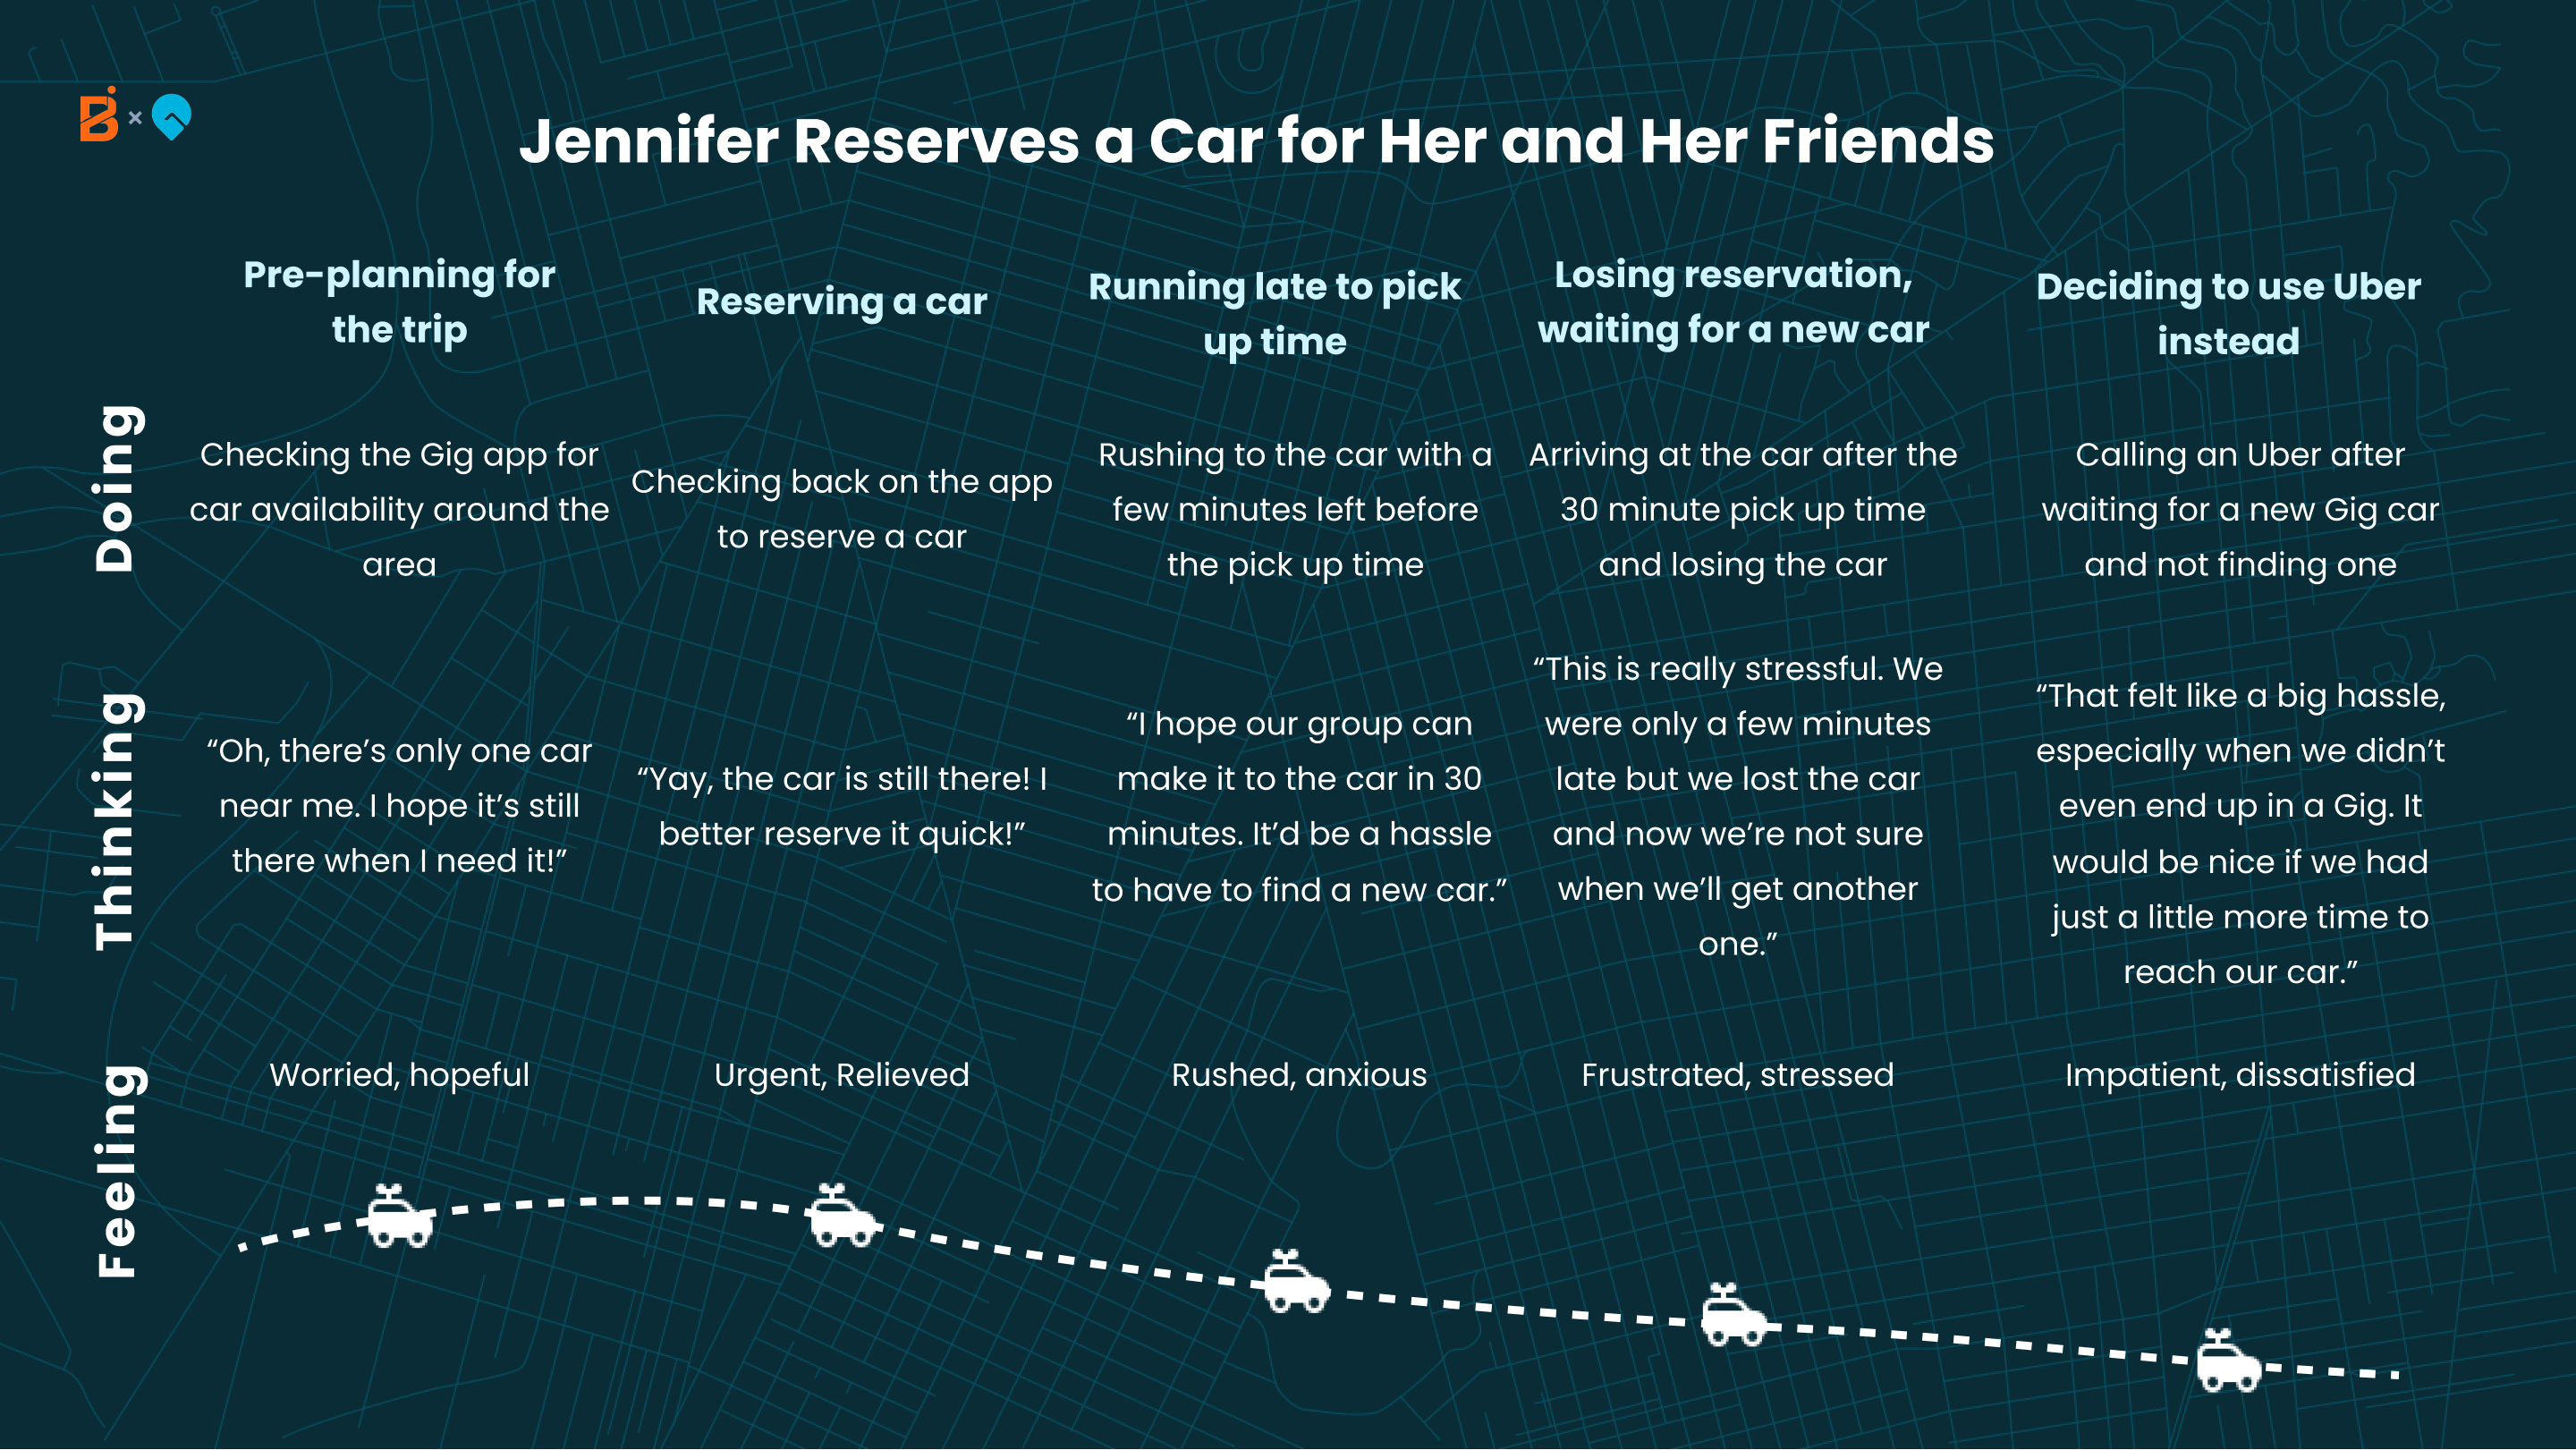 Jennifer Reserves a Car for Her and Her Friends
Pre-planning for
the trip
Reserving a car
Running late to pick
up time
Losing reservation,
waiting for a new car
Deciding to use Uber
instead
Doing
Checking the Gig app for
car availability around the
area
Checking back on the app
to reserve a car
Rushing to the car with a
few minutes left before
the pick up time
Arriving at the car after the
30 minute pick up time
and losing the car
Calling an Uber after
waiting for a new Gig car
and not finding one
Thinking
“Oh, there’s only one car
near me. I hope it’s still
there when I need it!”
“Yay, the car is still there! I
better reserve it quick!”
“I hope our group can
make it to the car in 30
minutes. It’d be a hassle
to have to find a new car.”
“This is really stressful. We
were only a few minutes
late but we lost the car
and now we’re not sure
when we’ll get another
one.”
“That felt like a big hassle,
especially when we didn’t
even end up in a Gig. It
would be nice if we had
just a little more time to
reach our car.”
Feeling
Worried, hopeful
Urgent, Relieved
Rushed, anxious
Frustrated, stressed
Impatient, dissatisfied